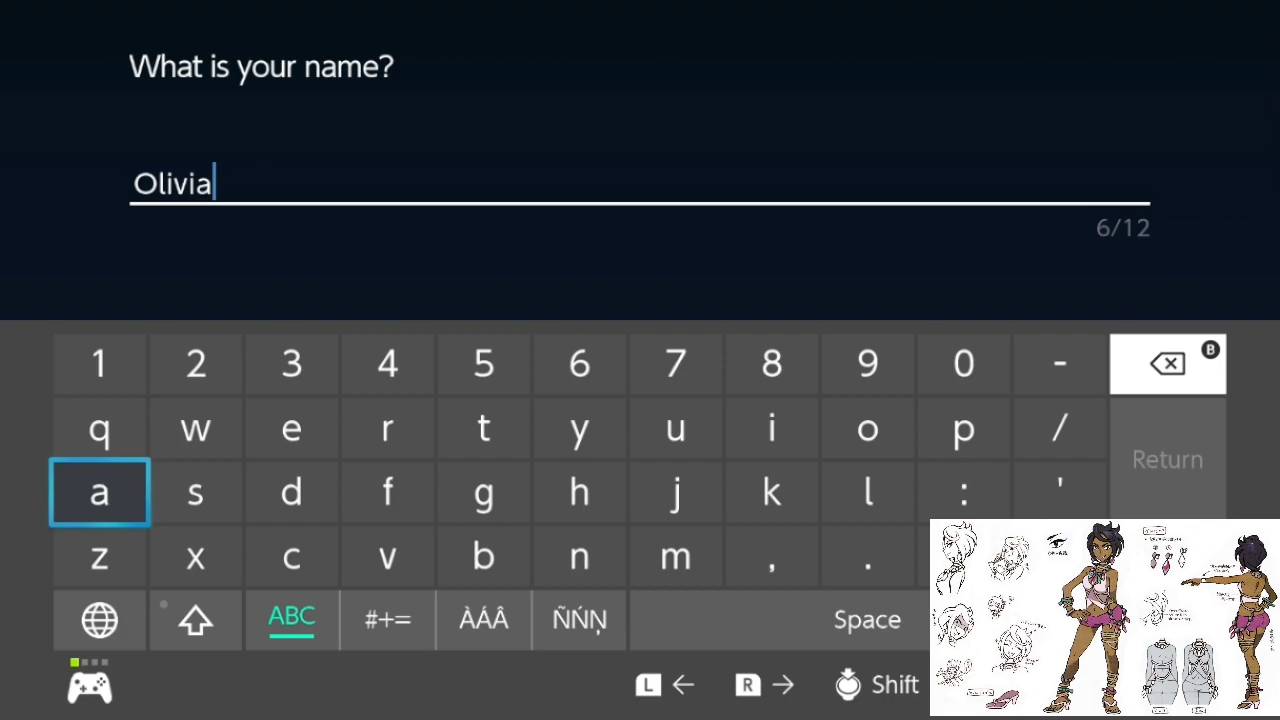 What is your name?
Olivia
6/12
1 2 3 4 5 6 7 8 9 0 - B
q w e r t y u i o p /
Return
a s d f g h j k l : '
z x c v b n m , .
ABC #+= ÀÁÂ ÑŃŅ Space
L ← R → Shift